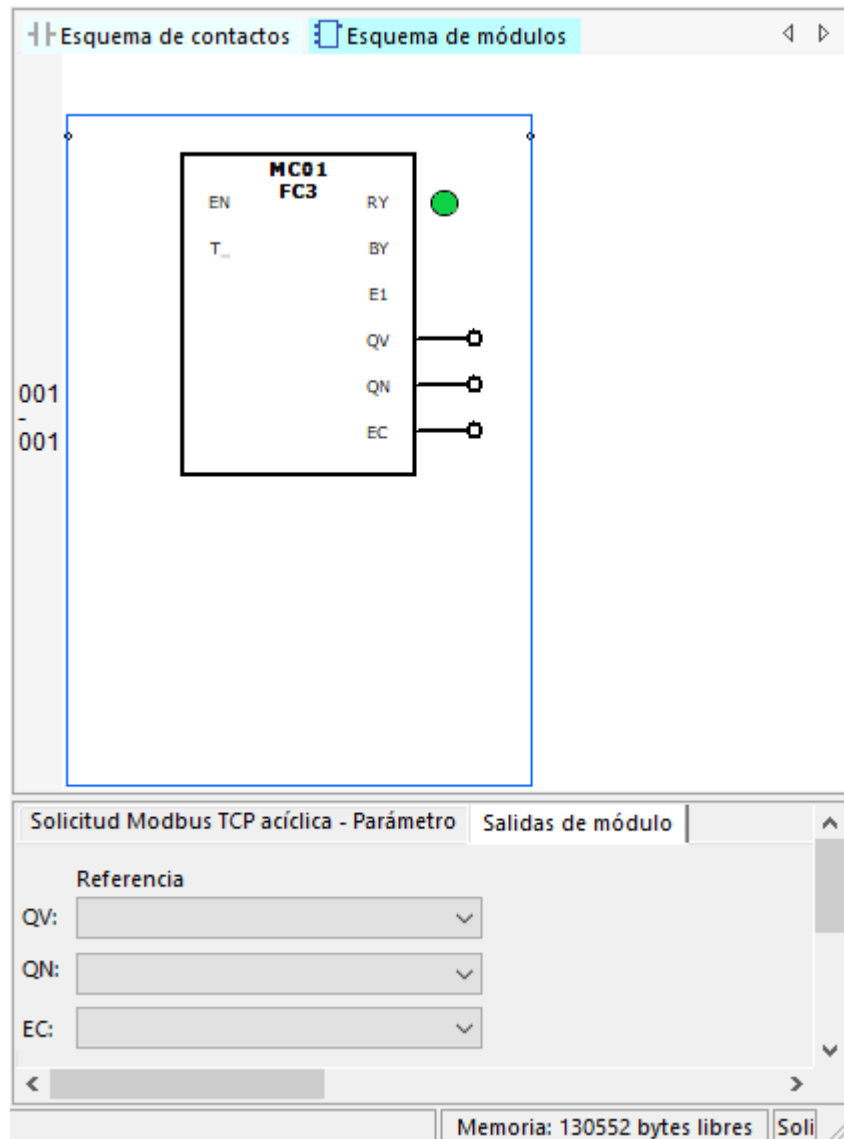 Esquema de contactos Esquema de módulos
MC01
FC3
EN RY
T_ BY
E1
QV
QN
EC
001
-
001
Solicitud Modbus TCP acíclica - Parámetro Salidas de módulo
Referencia
QV:
QN:
EC:
Memoria: 130552 bytes libres Soli